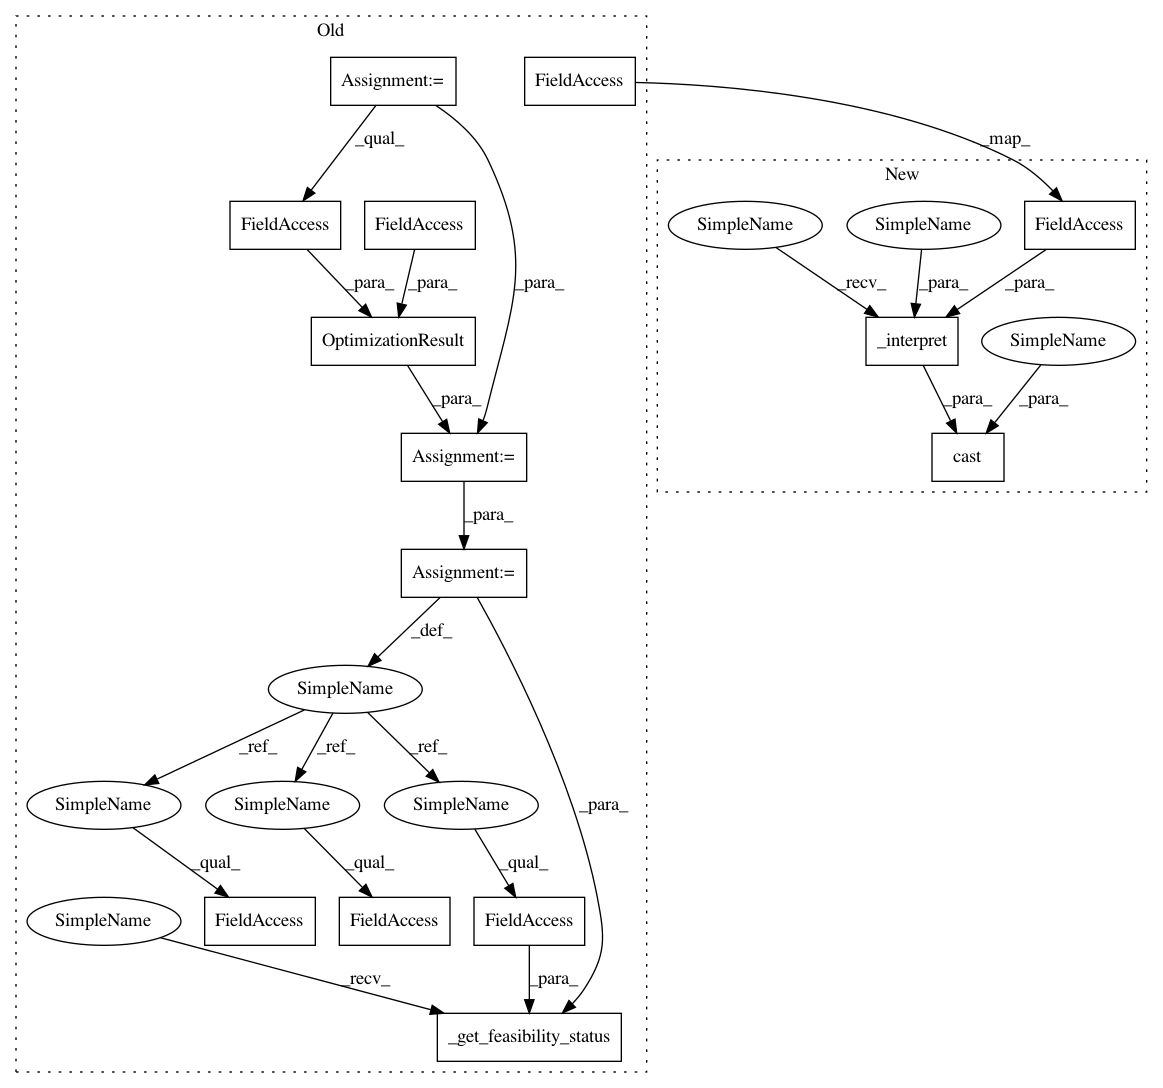 Old
Assignment:=
FieldAccess
_qual_
_map_
New
FieldAccess
FieldAccess
SimpleName
SimpleName
FieldAccess
_para_
_para_
_para_
_recv_
_para_
_para_
OptimizationResult
_interpret
SimpleName
_para_
_para_
_para_
Assignment:=
cast
_para_
Assignment:=
_def_
SimpleName
_ref_
_ref_
_ref_
SimpleName
SimpleName
SimpleName
_para_
_qual_
_qual_
_qual_
SimpleName
FieldAccess
FieldAccess
FieldAccess
_recv_
_para_
_get_feasibility_status